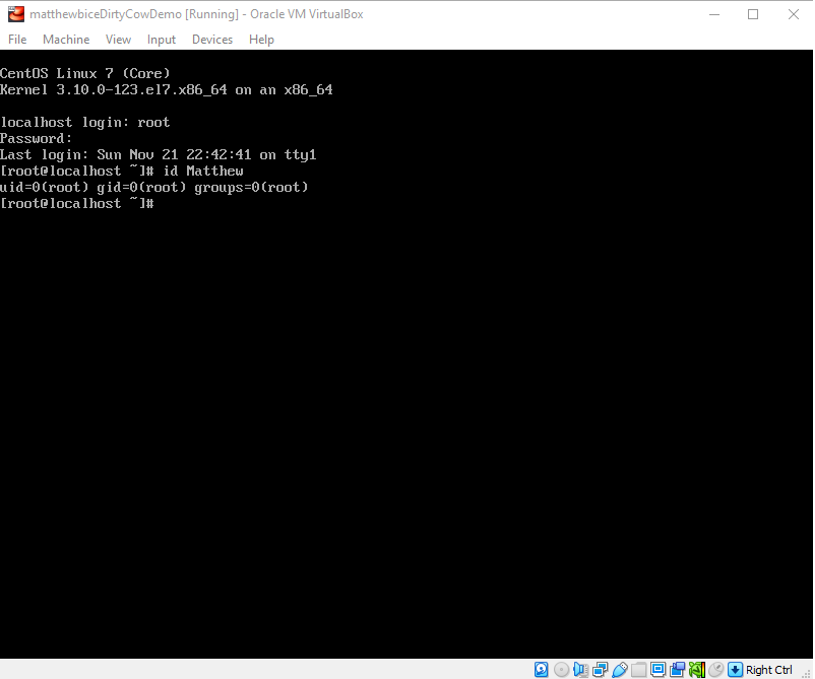 matthewbiceDirtyCowDemo [Running] - Oracle VM VirtualBox
File Machine View Input Devices Help
CentOS Linux 7 (Core)
Kernel 3.10.0-123.el7.x86_64 on an x86_64
localhost login: root
Password:
Last login: Sun Nov 21 22:42:41 on tty1
[root@localhost ~]# id Matthew
uid=0(root) gid=0(root) groups=0(root)
[root@localhost ~]#
Right Ctrl